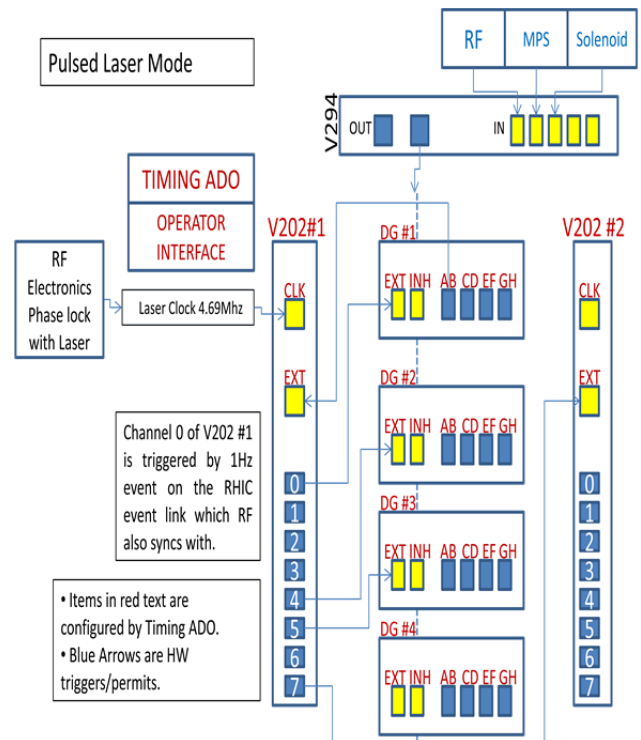 Pulsed Laser Mode
RF
MPS
Solenoid
V294
OUT
IN
TIMING ADO
OPERATOR
INTERFACE
RF
Electronics
Phase lock
with Laser
Laser Clock 4.69Mhz
V202#1
CLK
EXT
0
1
2
3
4
5
6
7
Channel 0 of V202 #1
is triggered by 1Hz
event on the RHIC
event link which RF
also syncs with.
• Items in red text are
configured by Timing ADO.
• Blue Arrows are HW
triggers/permits.
DG #1
EXT INH AB CD EF GH
DG #2
EXT INH AB CD EF GH
DG #3
EXT INH AB CD EF GH
DG #4
EXT INH AB CD EF GH
V202 #2
CLK
EXT
0
1
2
3
4
5
6
7